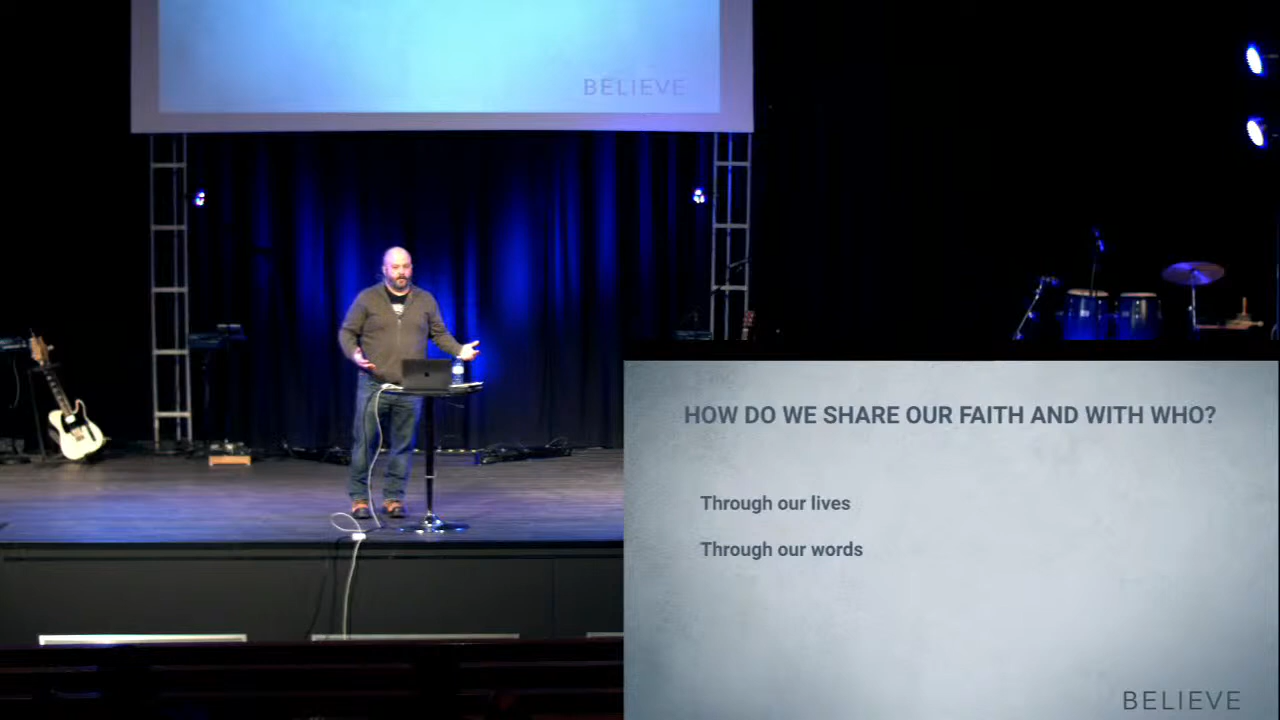 BELIEVE
HOW DO WE SHARE OUR FAITH AND WITH WHO?
Through our lives
Through our words
BELIEVE